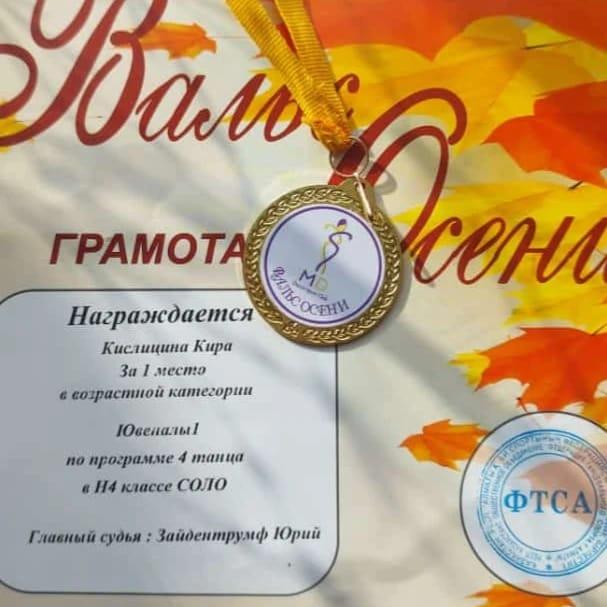 Вальс
Осени
ГРАМОТА
MD
ВАЛЬС ОСЕНИ
Награждается
Кислицина Кира
За 1 место
в возрастной категории
Ювеналы1
по программе 4 танца
в Н4 классе СОЛО
Главный судья : Зайдентрумф Юрий
ФТСА